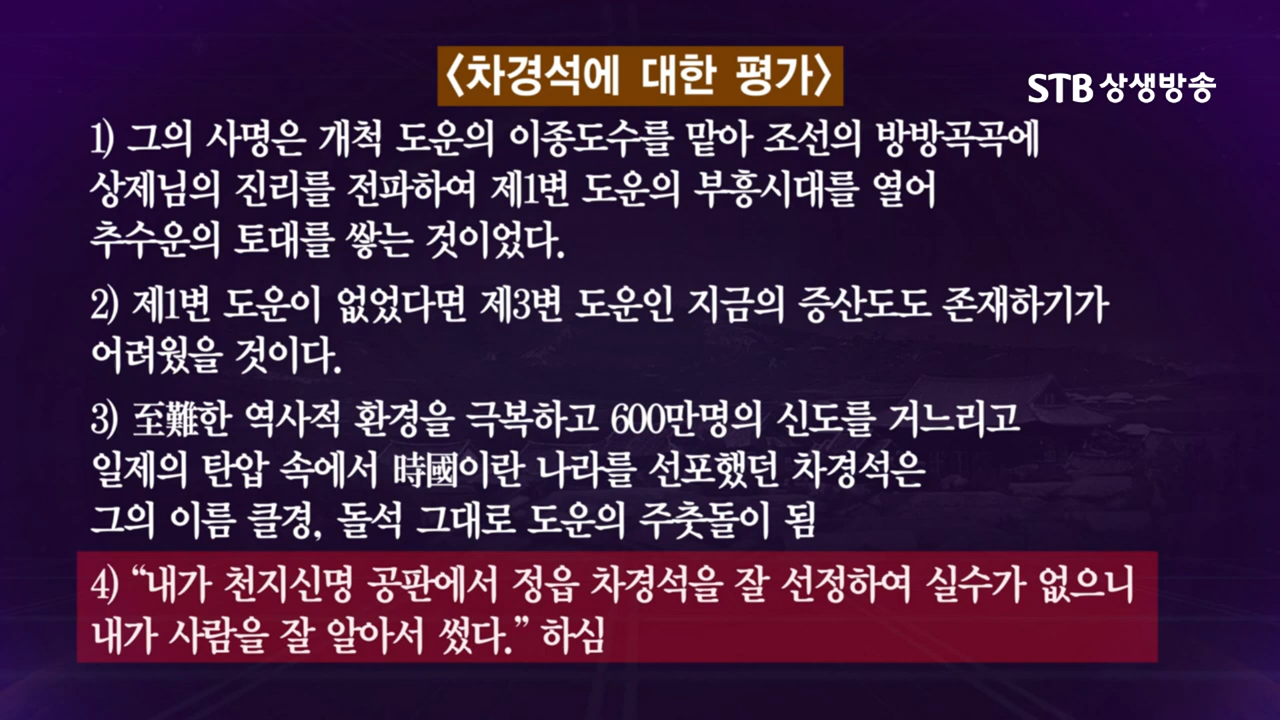 <차경석에 대한 평가>
STB 상생방송
1) 그의 사명은 개척 도운의 이종도수를 맡아 조선의 방방곡곡에
상제님의 진리를 전파하여 제1변 도운의 부흥시대를 열어
추수운의 토대를 쌓는 것이었다.
2) 제1변 도운이 없었다면 제3변 도운인 지금의 증산도도 존재하기가
어려웠을 것이다.
3) 至難한 역사적 환경을 극복하고 600만명의 신도를 거느리고
일제의 탄압 속에서 時國이란 나라를 선포했던 차경석은
그의 이름 클경, 돌석 그대로 도운의 주춧돌이 됨
4) “내가 천지신명 공판에서 정읍 차경석을 잘 선정하여 실수가 없으니
내가 사람을 잘 알아서 썼다.” 하심